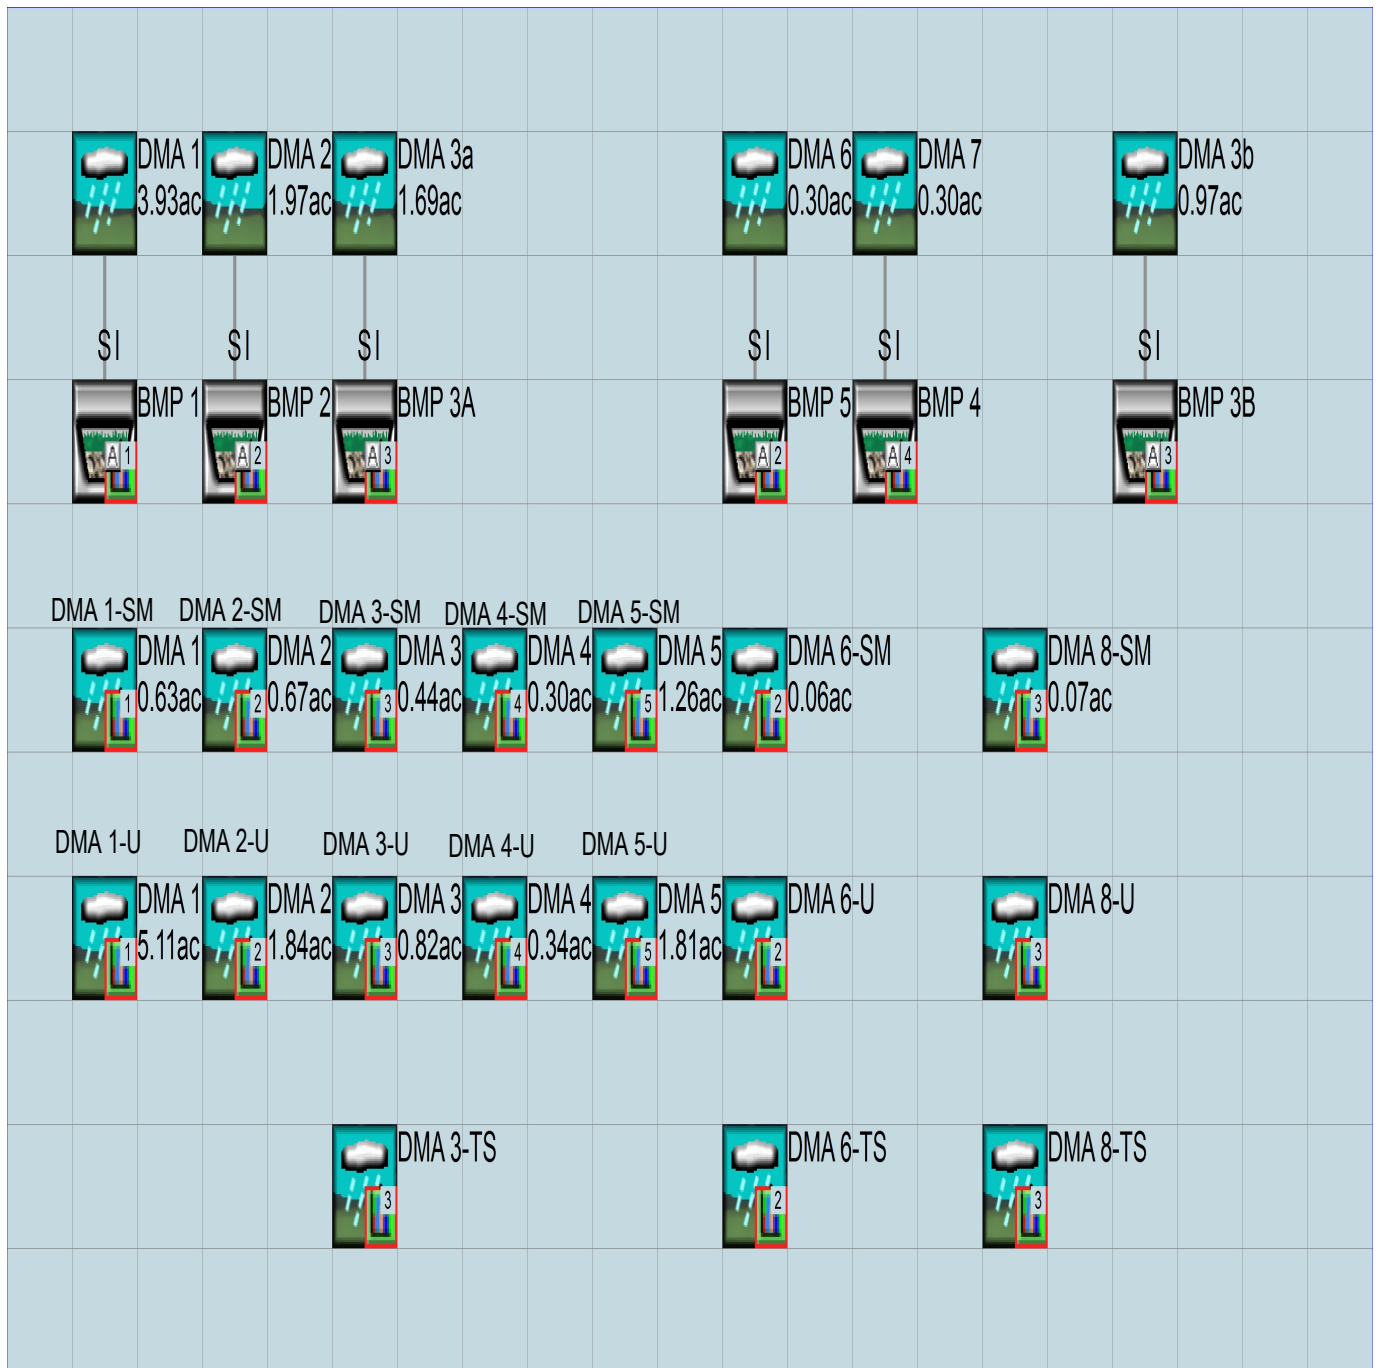 DMA 1
3.93ac
DMA 2
1.97ac
DMA 3a
1.69ac
DMA 6
0.30ac
DMA 7
0.30ac
DMA 3b
0.97ac
SI
SI
SI
SI
SI
SI
BMP 1
A 1
BMP 2
A 2
BMP 3A
A 3
BMP 5
A 2
BMP 4
A 4
BMP 3B
A 3
DMA 1-SM
DMA 2-SM
DMA 3-SM
DMA 4-SM
DMA 5-SM
DMA 1
0.63ac
1
DMA 2
0.67ac
2
DMA 3
0.44ac
3
DMA 4
0.30ac
4
DMA 5
1.26ac
5
DMA 6-SM
0.06ac
2
DMA 8-SM
0.07ac
3
DMA 1-U
DMA 2-U
DMA 3-U
DMA 4-U
DMA 5-U
DMA 1
5.11ac
1
DMA 2
1.84ac
2
DMA 3
0.82ac
3
DMA 4
0.34ac
4
DMA 5
1.81ac
5
DMA 6-U
2
DMA 8-U
3
DMA 3-TS
3
DMA 6-TS
2
DMA 8-TS
3